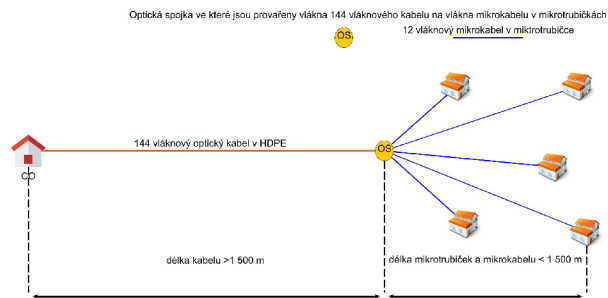 Optická spojka ve které jsou provařeny vlákna 144 vláknového kabelu na vlákna mikrokabelu v mikrotrubičkách
OS
12 vláknový mikrokabel v miktrotrubičce
144 vláknový optický kabel v HDPE
OS
CO
délka kabelu >1 500 m
délka mikrotrubiček a mikrokabelu < 1 500 m